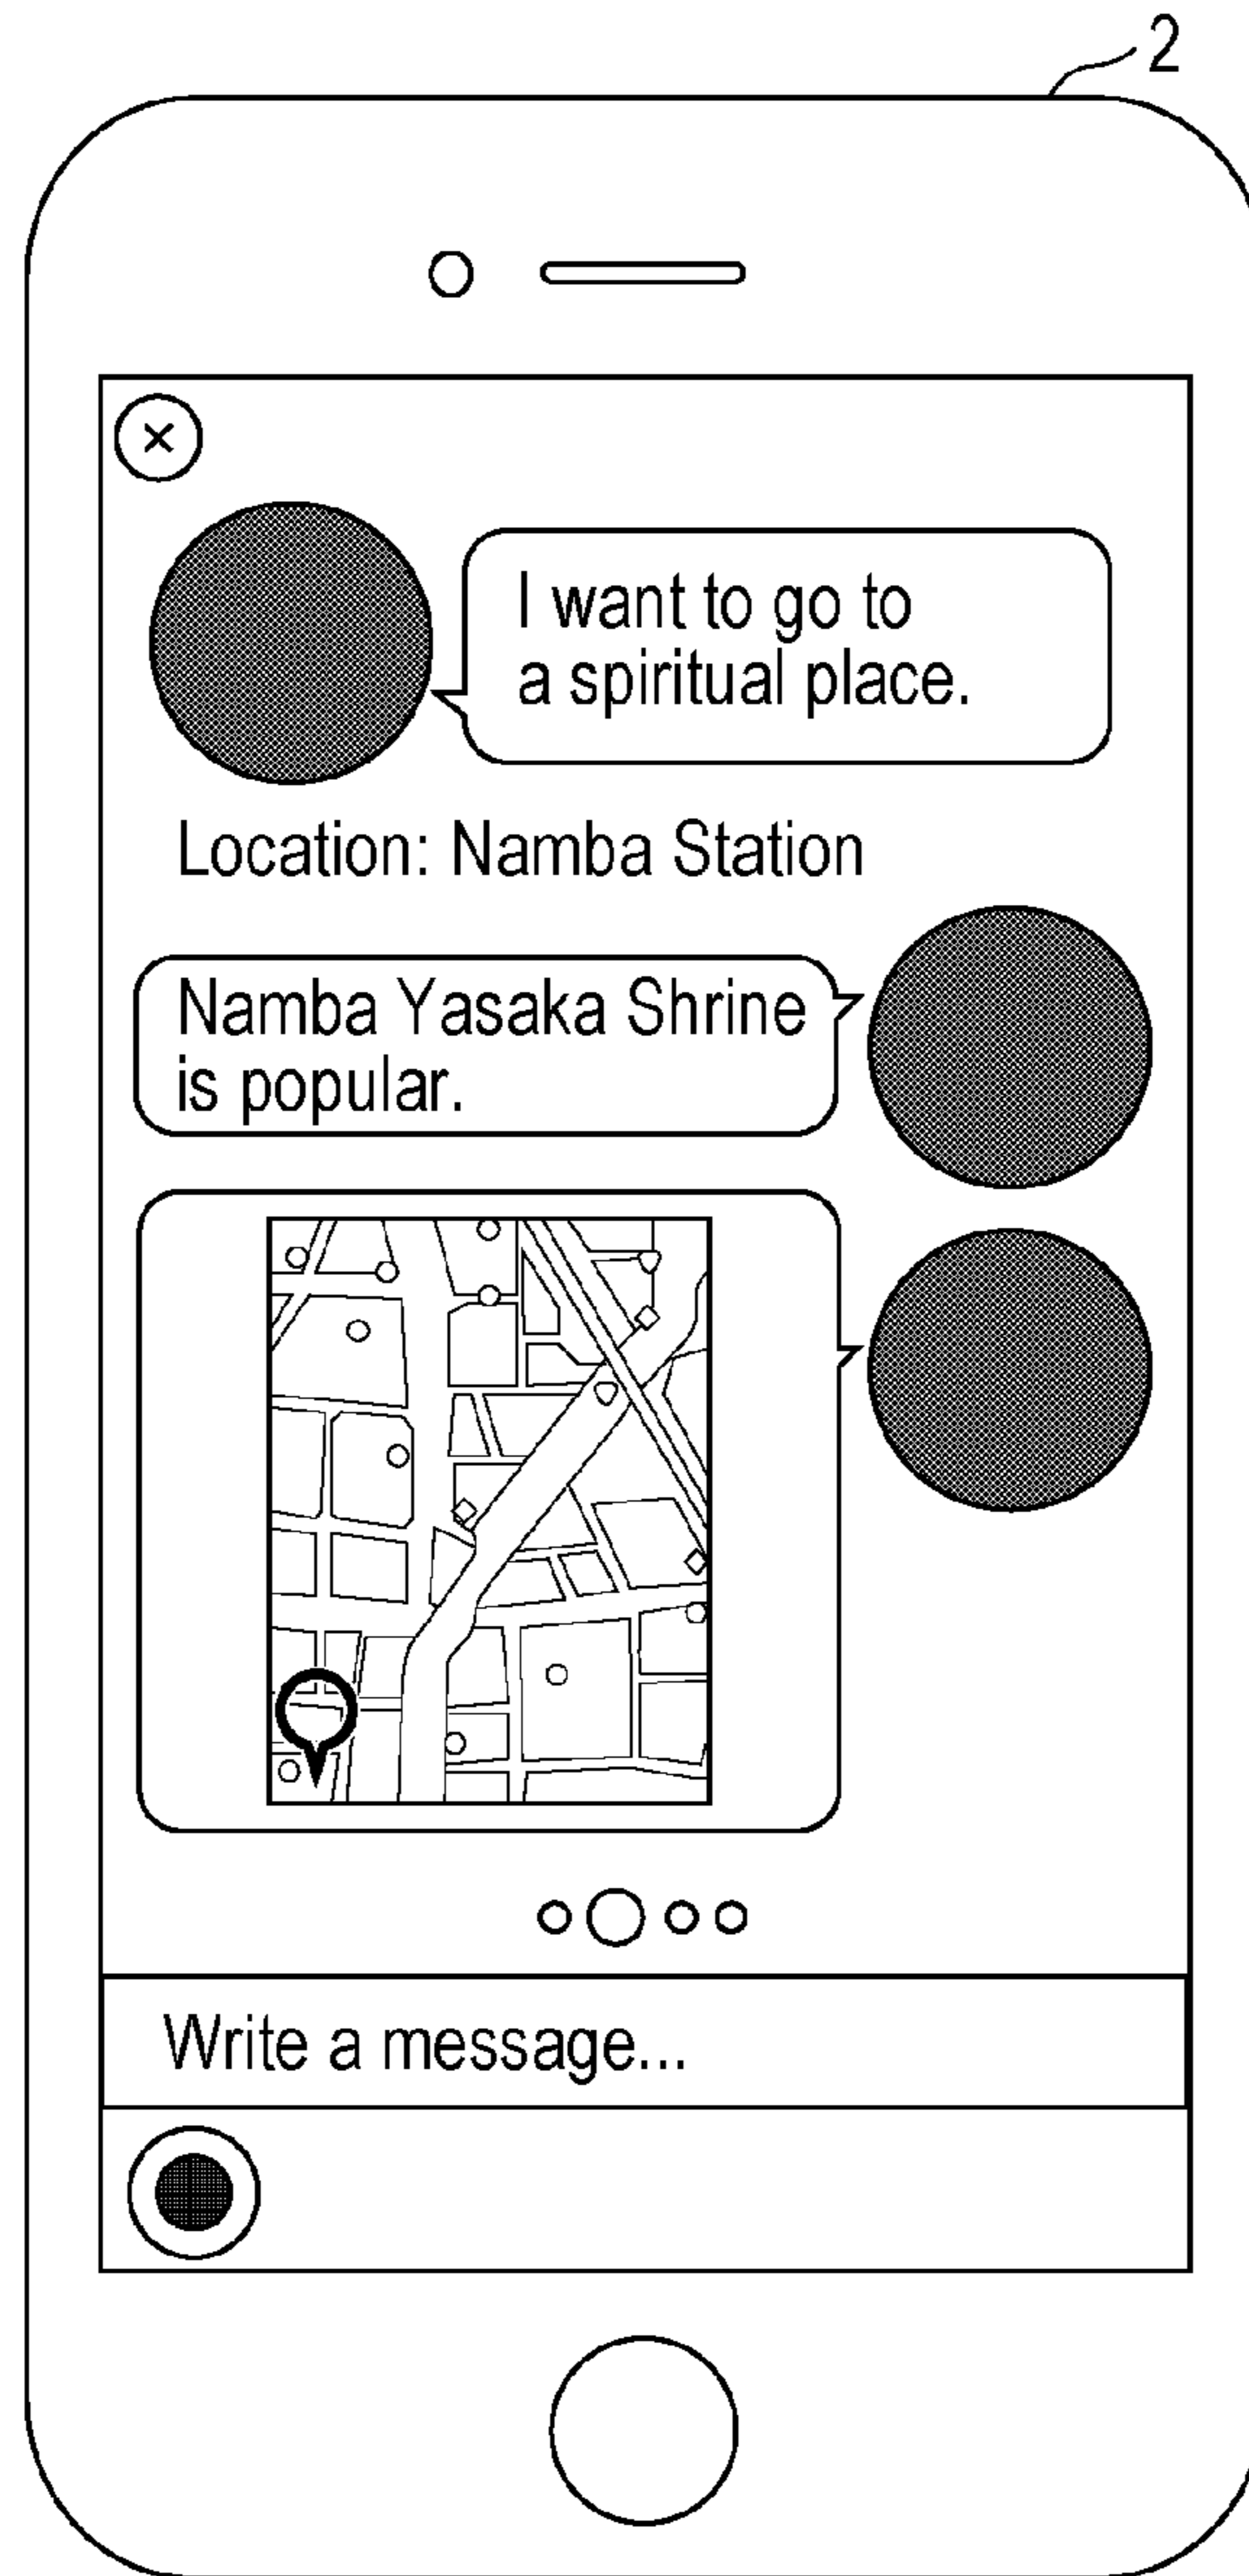 2
I want to go to
a spiritual place.
Location: Namba Station
Namba Yasaka Shrine
is popular.
Write a message...